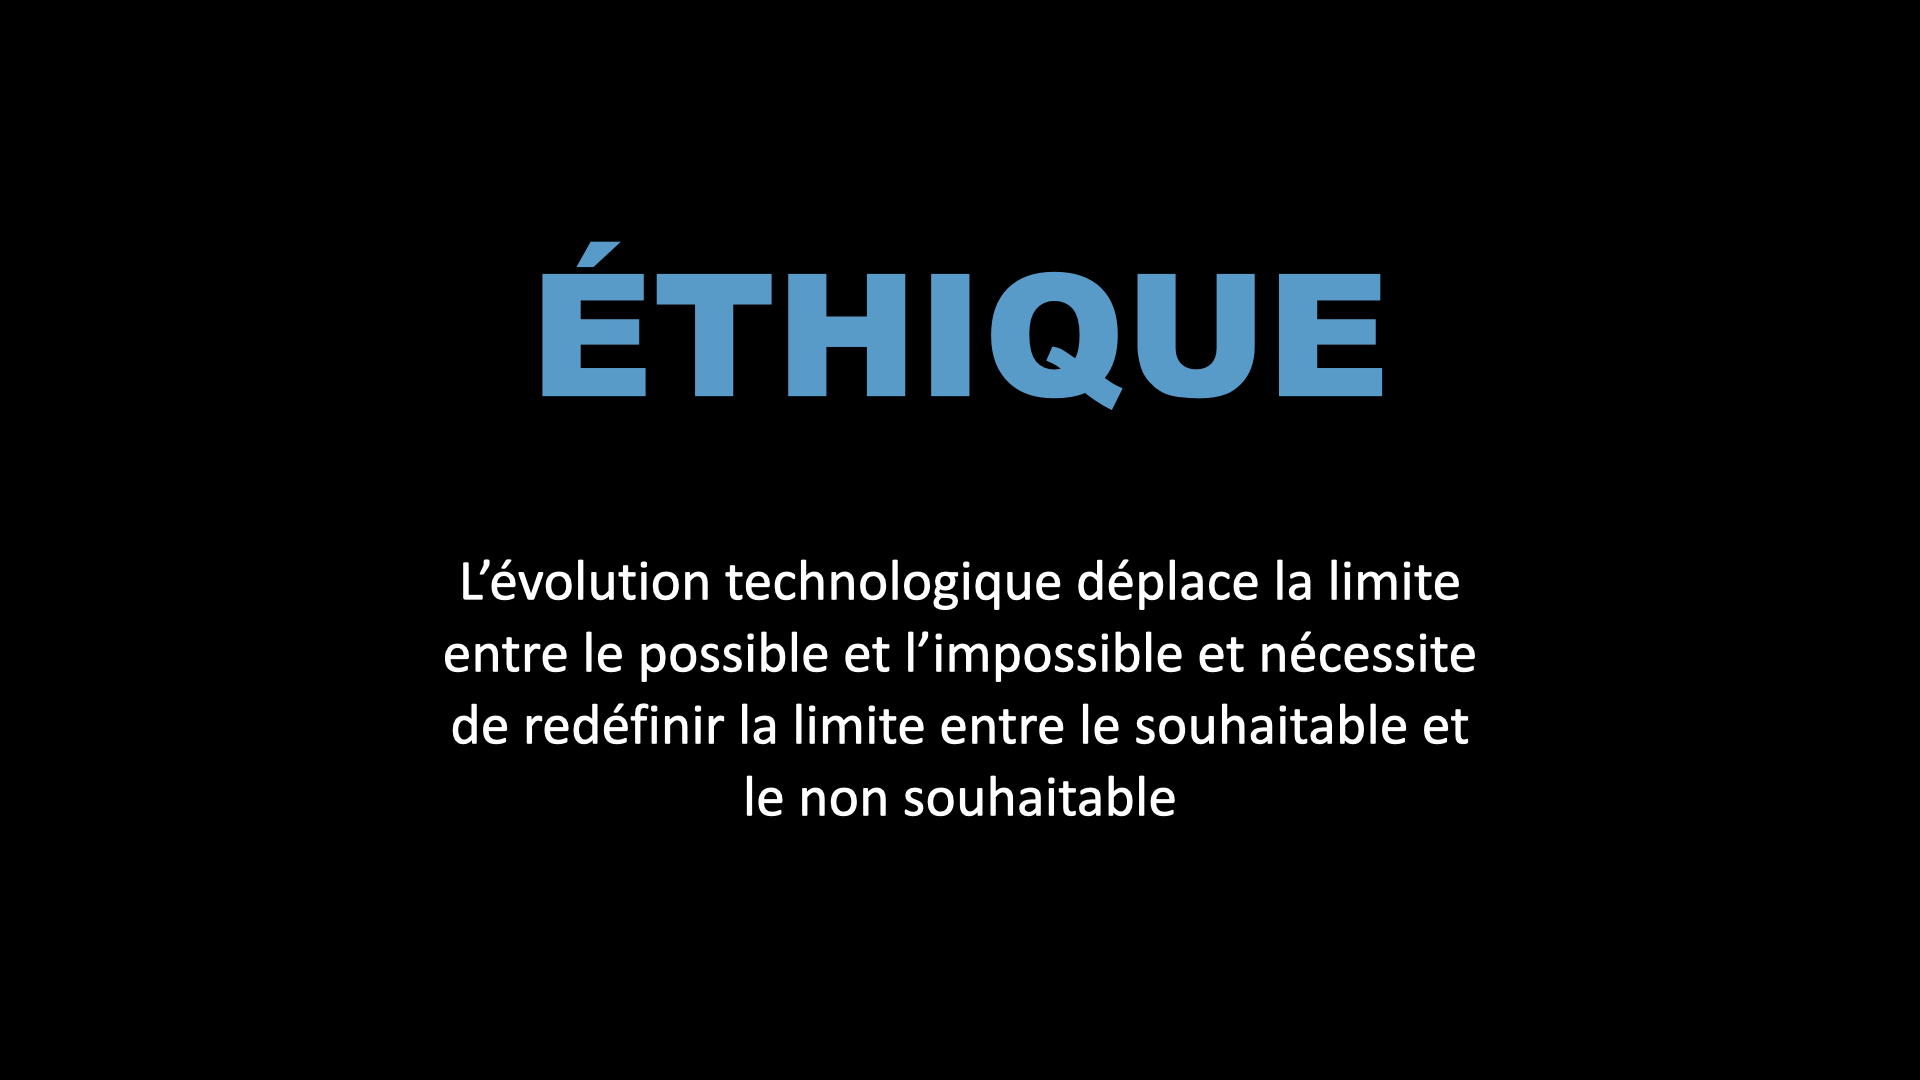 ÉTHIQUE
L’évolution technologique déplace la limite
entre le possible et l’impossible et nécessite
de redéfinir la limite entre le souhaitable et
le non souhaitable